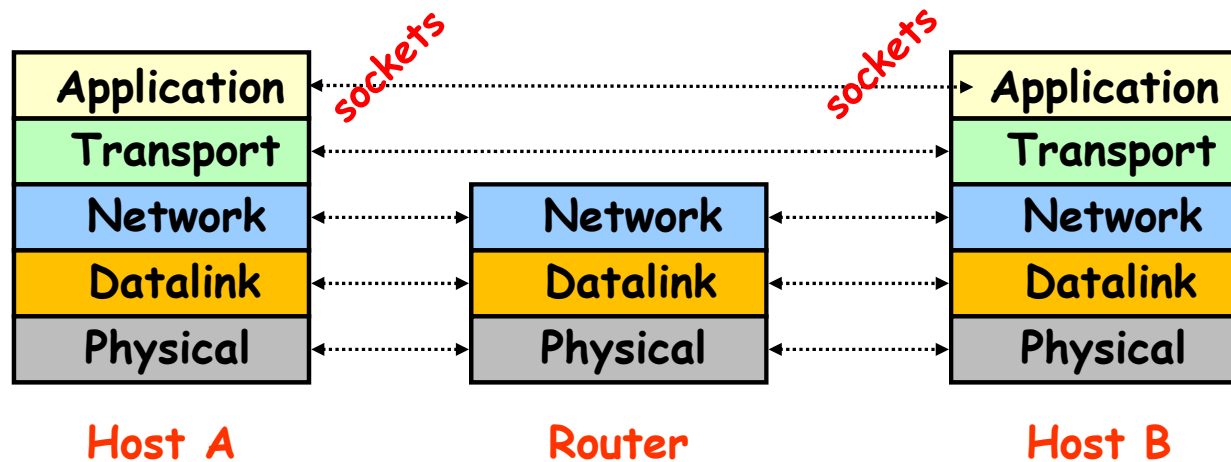 sockets
sockets
Application
Application
Transport
Transport
Network
Network
Network
Datalink
Datalink
Datalink
Physical
Physical
Physical
Host A
Router
Host B